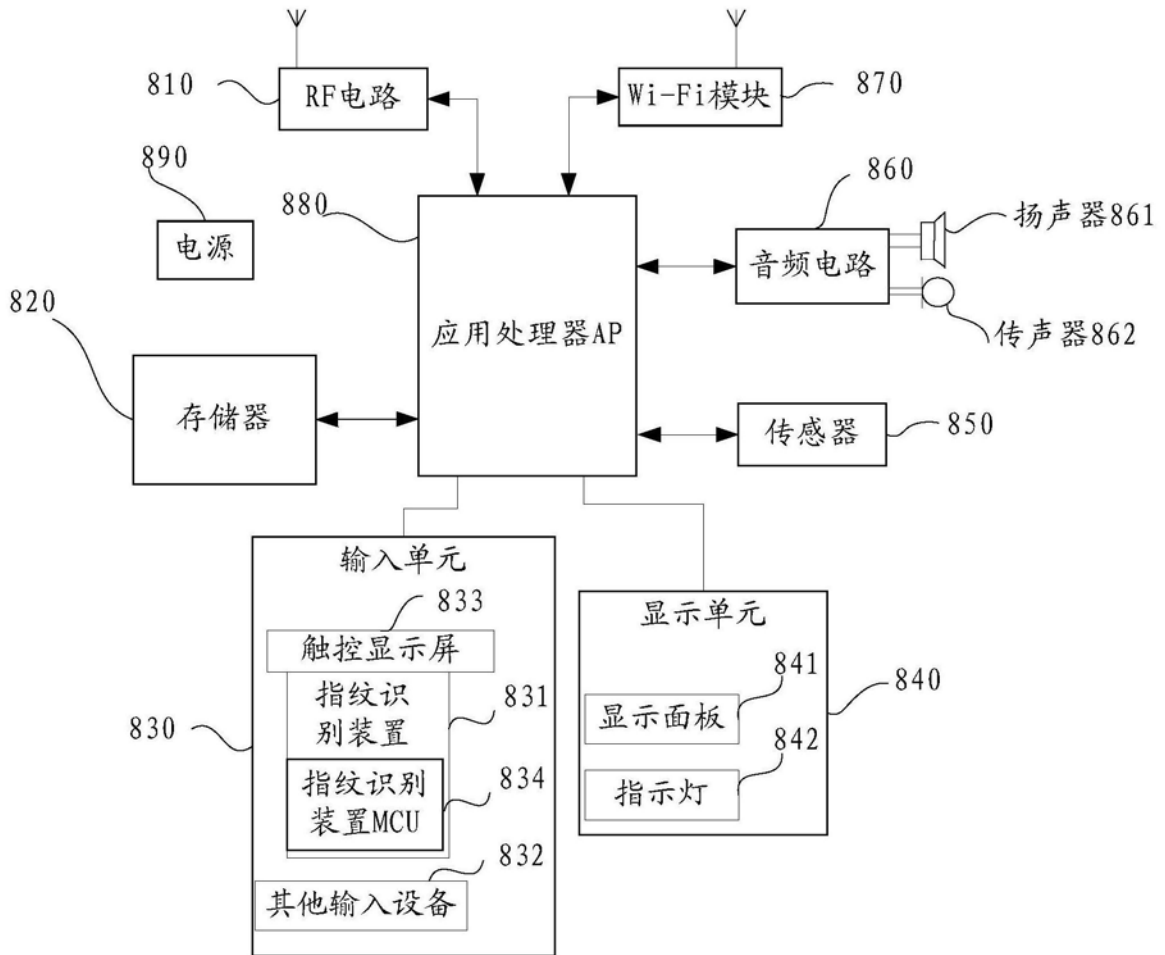 810
RF电路
Wi-Fi模块
870
890
电源
880
860
音频电路
扬声器861
传声器862
820
存储器
应用处理器AP
传感器
850
输入单元
833
触控显示屏
指纹识
别装置
831
830
指纹识别
装置MCU
834
832
其他输入设备
显示单元
841
显示面板
840
842
指示灯